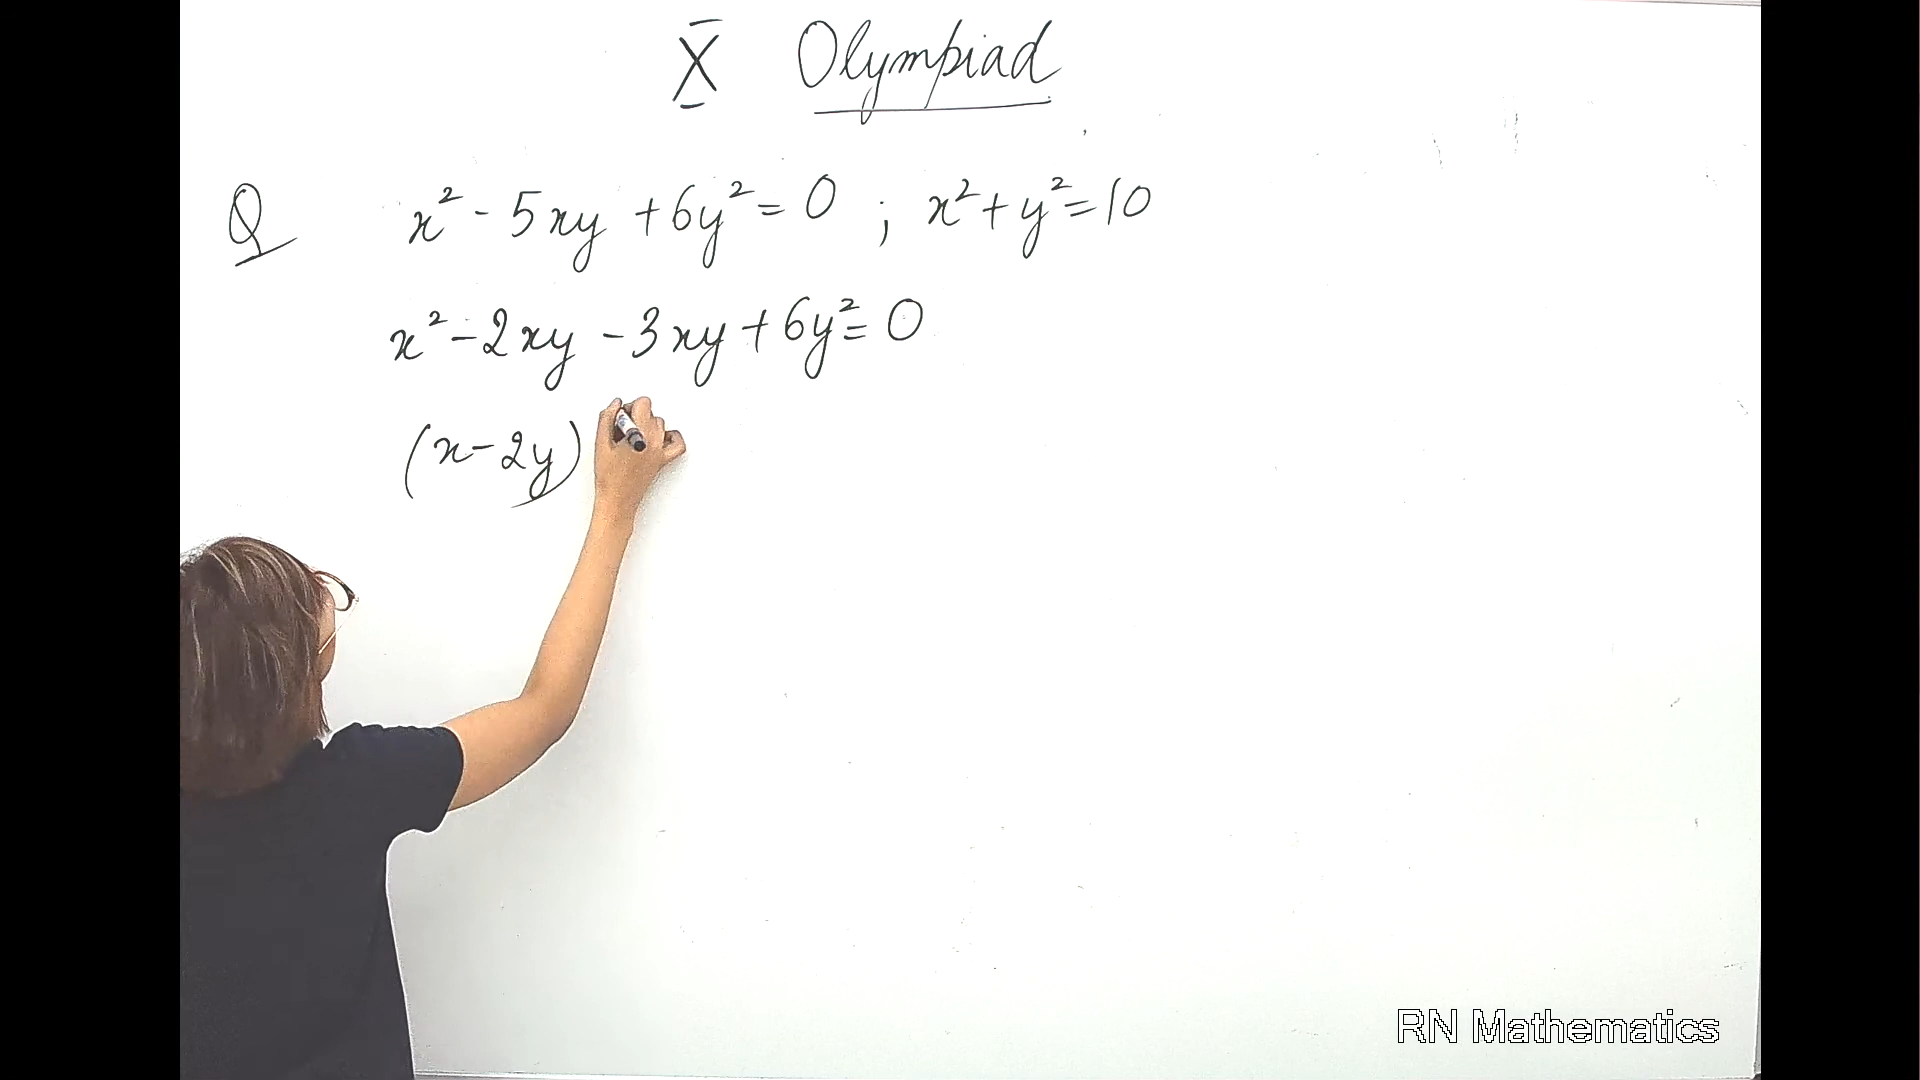 X Olympiad
Q x² - 5xy + 6y² = 0 ; x² + y² = 10
x² - 2xy - 3xy + 6y² = 0
(x - 2y)
RN Mathematics